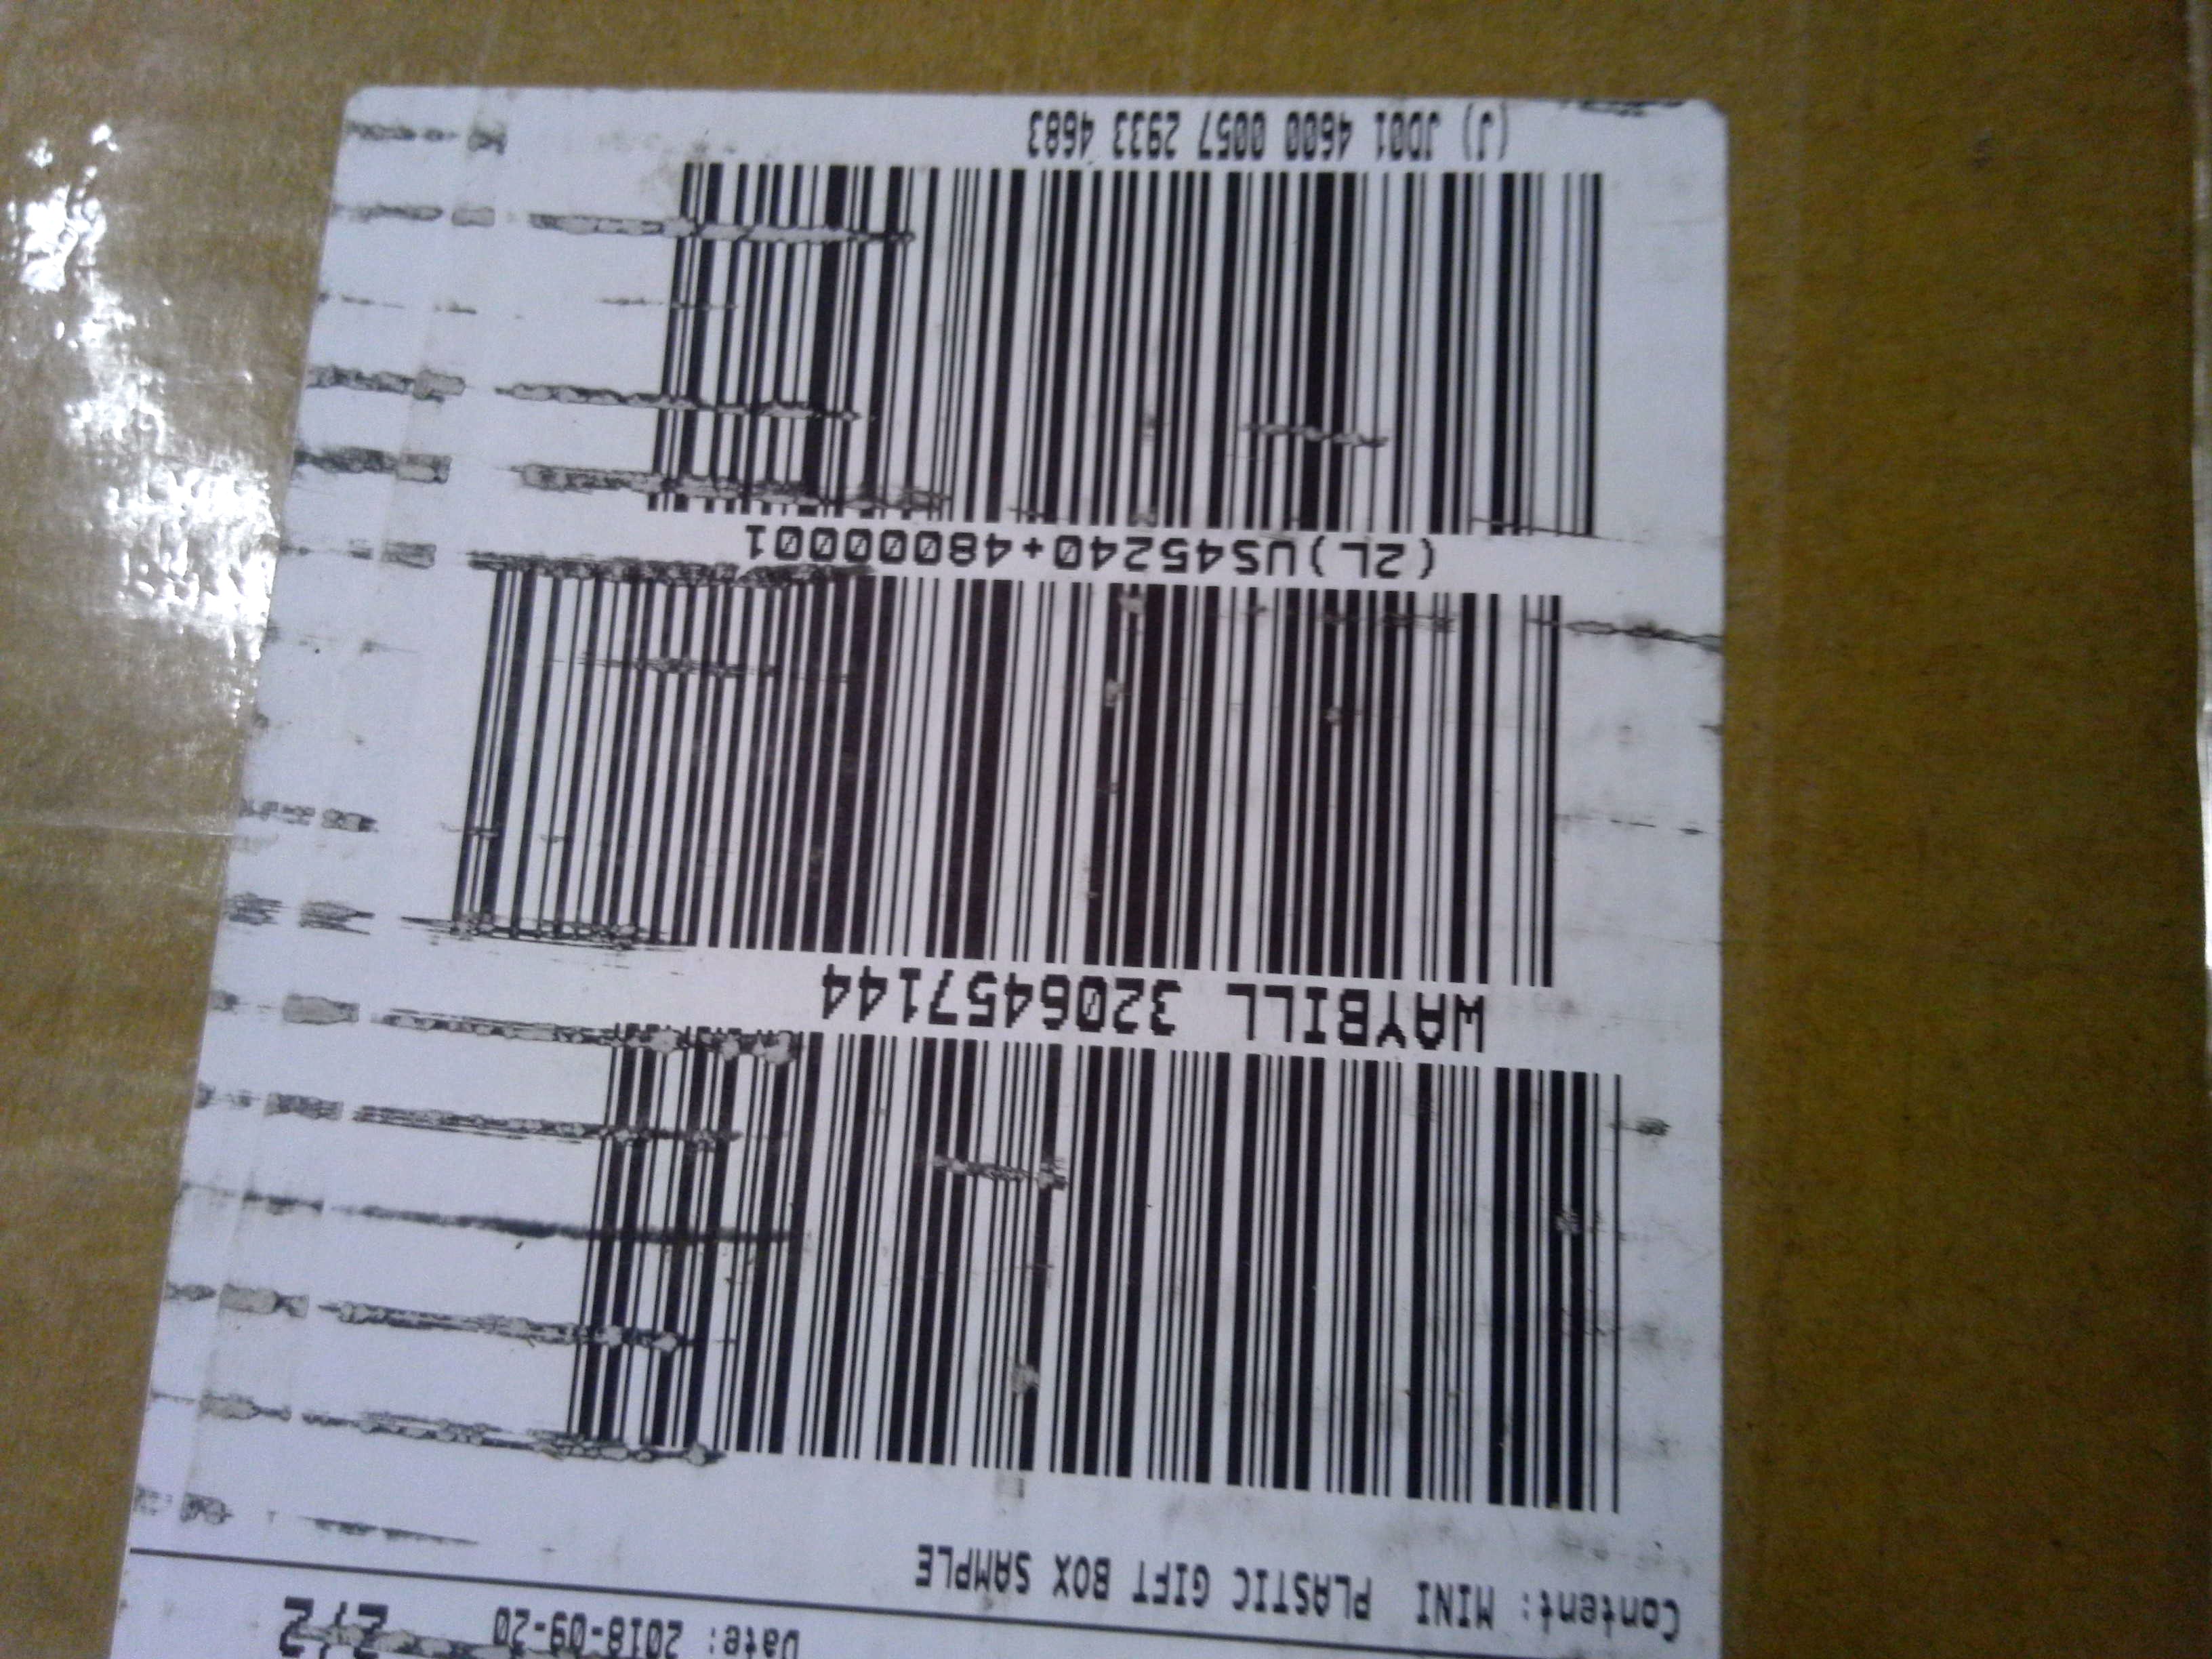 Date: 2018-09-20 2/2
Content: MINI PLASTIC GIFT BOX SAMPLE
WAYBILL 3206457144
(2L)US45240+48000001
(J) JD01 4600 0057 2933 4683